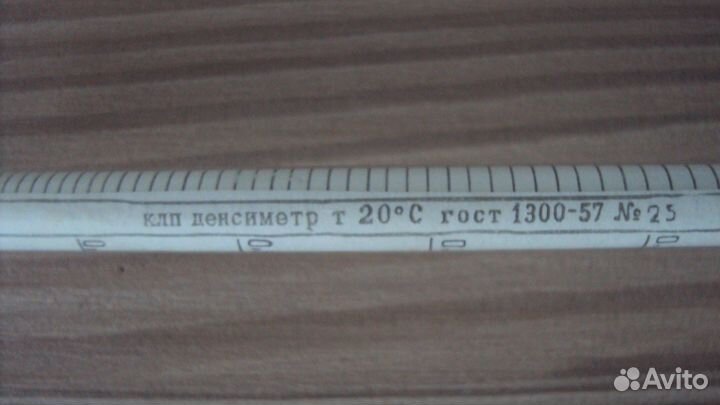 клп денсиметр т 20°C гост 1300-57 № 25
Avito